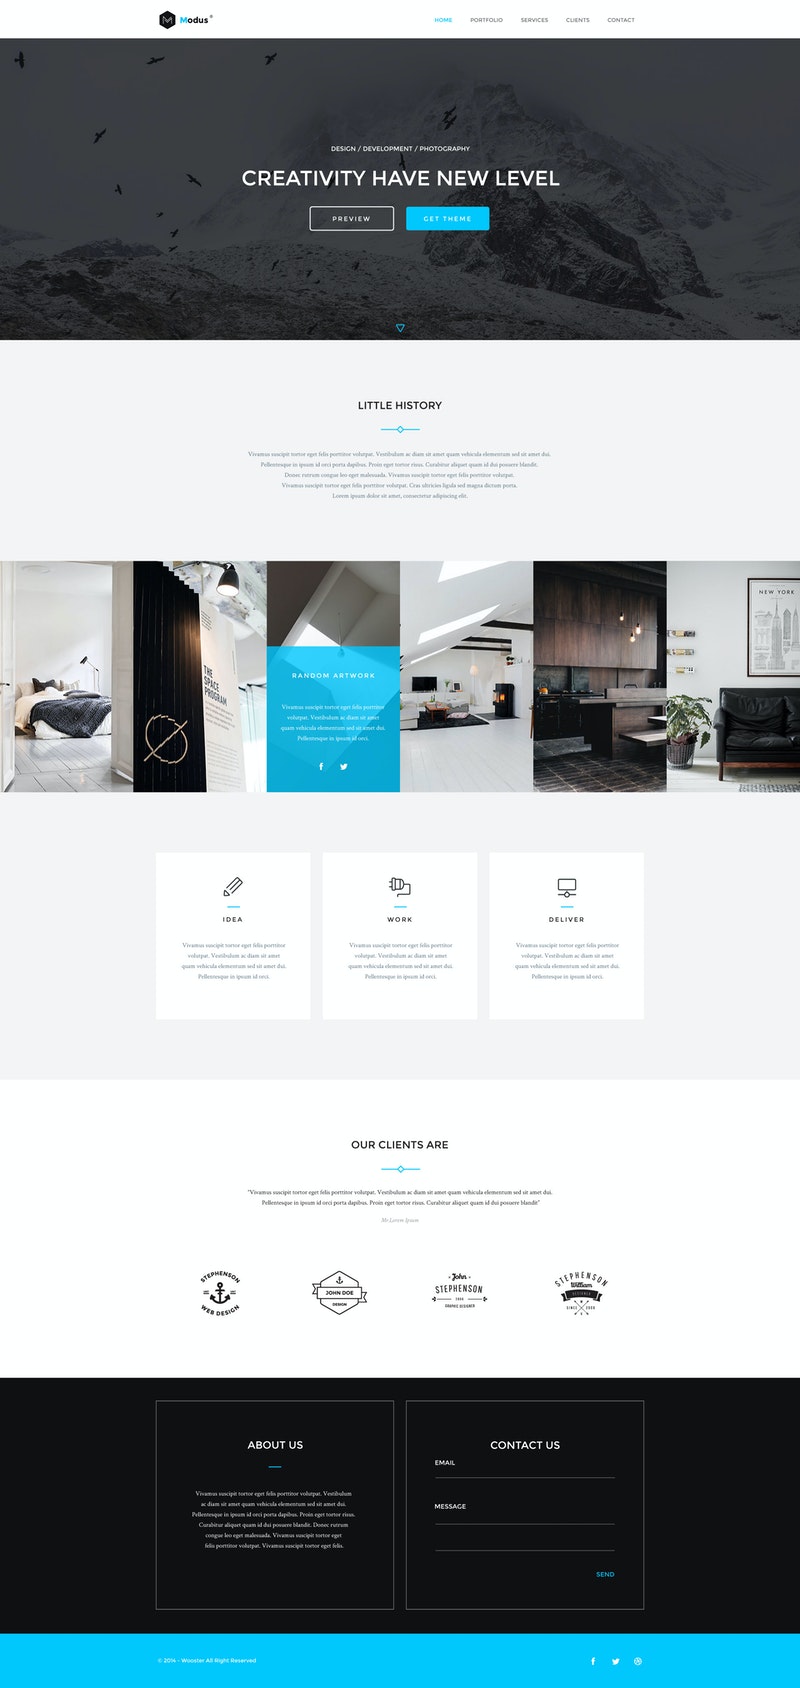 Modus ®
HOME PORTFOLIO SERVICES CLIENTS CONTACT
DESIGN / DEVELOPMENT / PHOTOGRAPHY
CREATIVITY HAVE NEW LEVEL
PREVIEW GET THEME
LITTLE HISTORY
Vivamus suscipit tortor eget felis porttitor volutpat. Vestibulum ac diam sit amet quam vehicula elementum sed sit amet dui.
Pellentesque in ipsum id orci porta dapibus. Proin eget tortor risus. Curabitur aliquet quam id dui posuere blandit.
Donec rutrum congue leo eget malesuada. Vivamus suscipit tortor eget felis porttitor volutpat.
Vivamus suscipit tortor eget felis porttitor volutpat. Cras ultricies ligula sed magna dictum porta.
Lorem ipsum dolor sit amet, consectetur adipiscing elit.
THE
SPACE
PROGRAM
RANDOM ARTWORK
Vivamus suscipit tortor eget felis porttitor
volutpat. Vestibulum ac diam sit amet
quam vehicula elementum sed sit amet dui.
Pellentesque in ipsum id orci.
NEW YORK
IDEA
Vivamus suscipit tortor eget felis porttitor
volutpat. Vestibulum ac diam sit amet
quam vehicula elementum sed sit amet dui.
Pellentesque in ipsum id orci.
WORK
Vivamus suscipit tortor eget felis porttitor
volutpat. Vestibulum ac diam sit amet
quam vehicula elementum sed sit amet dui.
Pellentesque in ipsum id orci.
DELIVER
Vivamus suscipit tortor eget felis porttitor
volutpat. Vestibulum ac diam sit amet
quam vehicula elementum sed sit amet dui.
Pellentesque in ipsum id orci.
OUR CLIENTS ARE
"Vivamus suscipit tortor eget felis porttitor volutpat. Vestibulum ac diam sit amet quam vehicula elementum sed sit amet dui.
Pellentesque in ipsum id orci porta dapibus. Proin eget tortor risus. Curabitur aliquet quam id dui posuere blandit"
Mr Lorem Ipsum
STEPHENSON
WEB DESIGN
JOHN DOE
DESIGN
John
STEPHENSON
GRAPHIC DESIGNER
STEPHENSON
William
DESIGNER
SINCE
ABOUT US
Vivamus suscipit tortor eget felis porttitor volutpat. Vestibulum
ac diam sit amet quam vehicula elementum sed sit amet dui.
Pellentesque in ipsum id orci porta dapibus. Proin eget tortor risus.
Curabitur aliquet quam id dui posuere blandit. Donec rutrum
congue leo eget malesuada. Vivamus suscipit tortor eget
felis porttitor volutpat. Vivamus suscipit tortor eget felis.
CONTACT US
EMAIL
MESSAGE
SEND
© 2014 - Wooster All Right Reserved